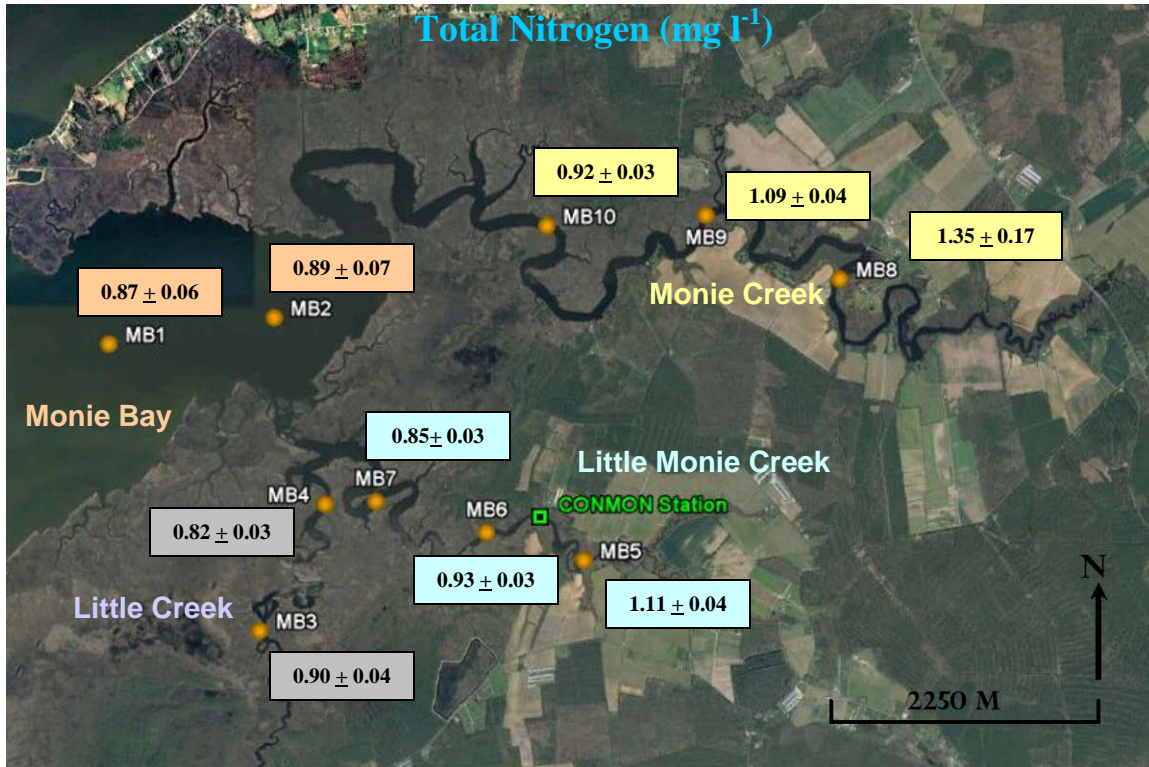 Total Nitrogen (mg l-1)
0.92 ± 0.03
MB10
1.09 ± 0.04
MB9
1.35 ± 0.17
MB8
Monie Creek
0.89 ± 0.07
0.87 ± 0.06
MB2
MB1
Monie Bay
0.85± 0.03
Little Monie Creek
MB7
MB4
CONMON Station
MB6
0.82 ± 0.03
MB5
0.93 ± 0.03
1.11 ± 0.04
Little Creek
MB3
0.90 ± 0.04
N
2250 M